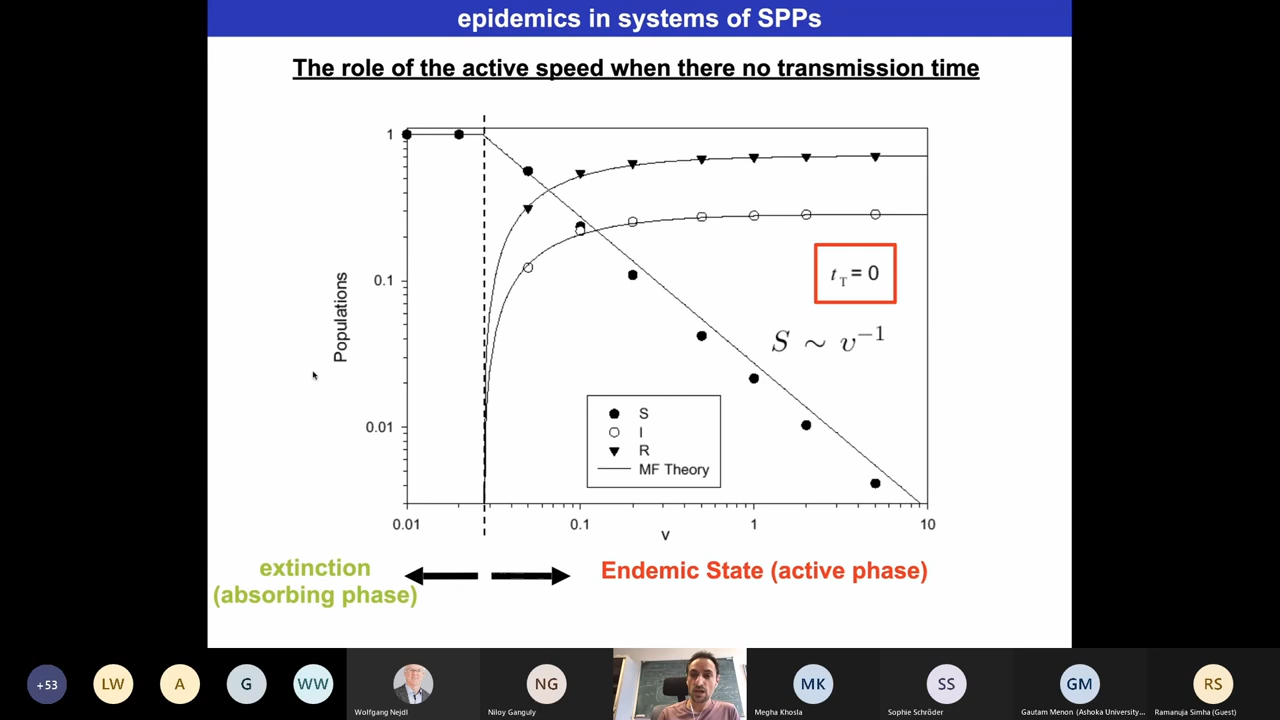 epidemics in systems of SPPs
The role of the active speed when there no transmission time
1
0.1
0.01
Populations
t_T = 0
S ∼ v^{-1}
S
I
R
MF Theory
0.01
0.1
1
10
v
extinction
(absorbing phase)
Endemic State (active phase)
+53
LW
A
G
WW
Wolfgang Nejdl
NG
Niloy Ganguly
MK
Megha Khosla
SS
Sophie Schröder
GM
Gautam Menon (Ashoka University...
RS
Ramanuja Simha (Guest)